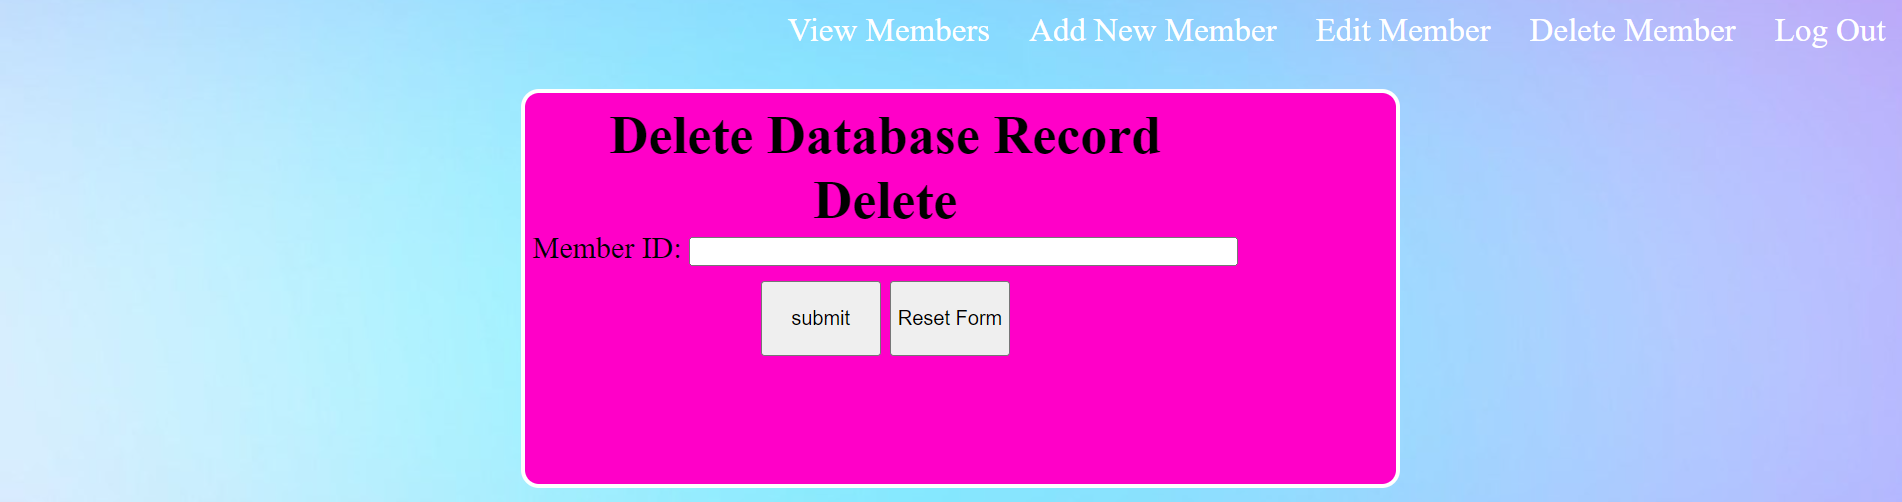 View Members Add New Member Edit Member Delete Member Log Out
Delete Database Record
Delete
Member ID:
submit Reset Form